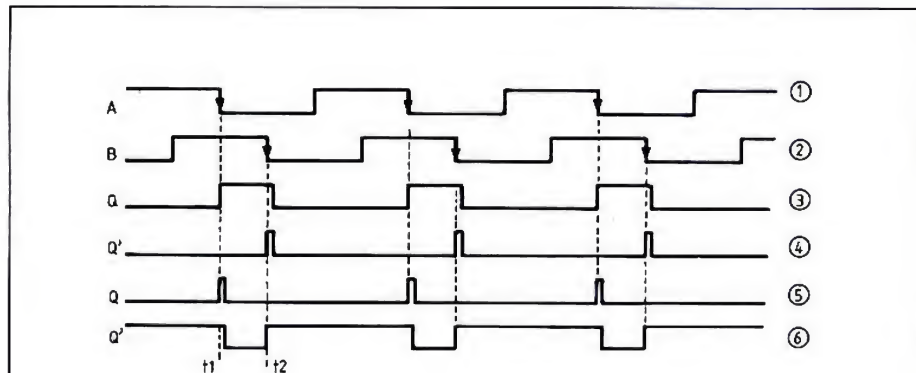 A ①
B ②
Q ③
Q' ④
Q ⑤
Q' ⑥
t1 t2